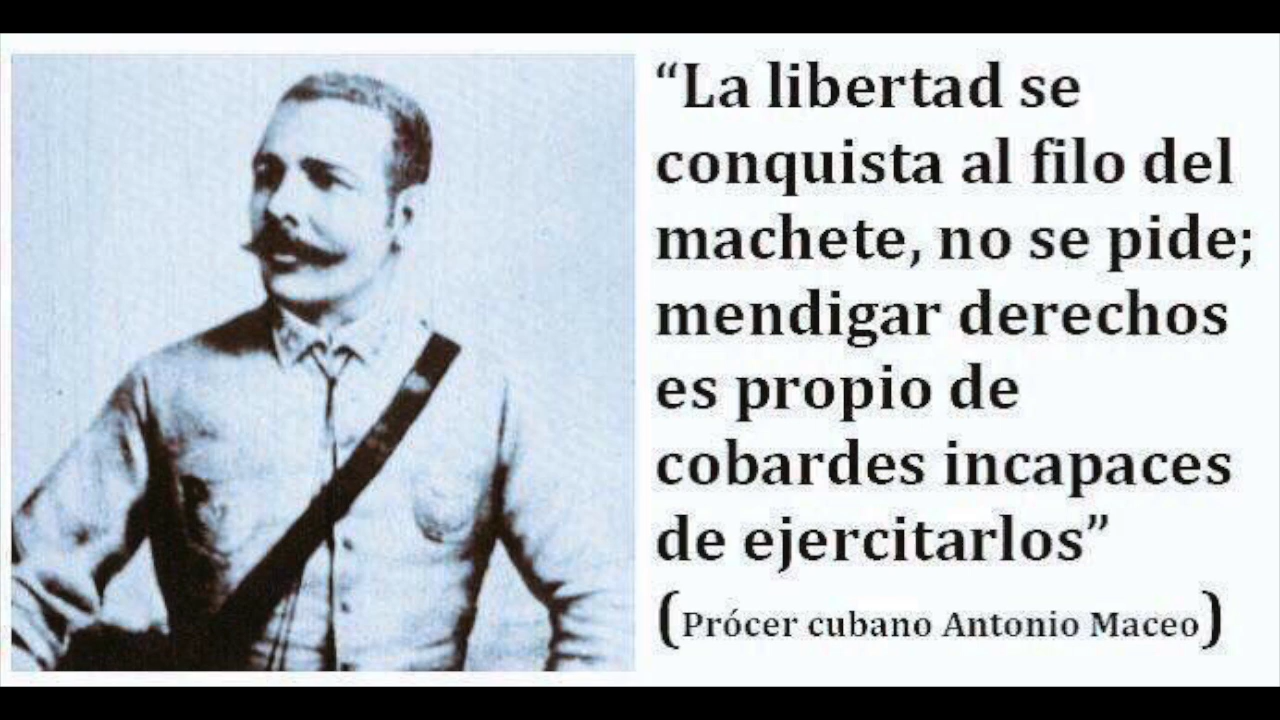 “La libertad se
conquista al filo del
machete, no se pide;
mendigar derechos
es propio de
cobardes incapaces
de ejercitarlos”
(Prócer cubano Antonio Maceo)